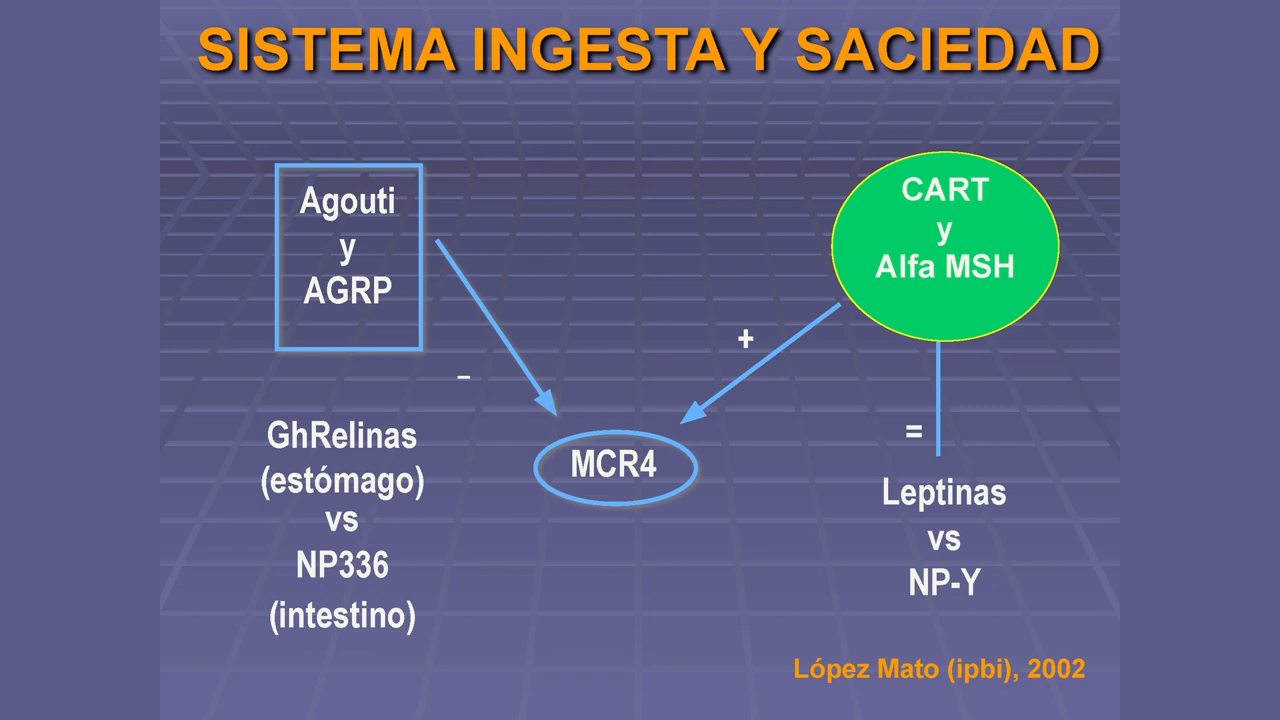 SISTEMA INGESTA Y SACIEDAD
Agouti
y
AGRP
CART
y
Alfa MSH
+
–
GhRelinas
(estómago)
vs
NP336
(intestino)
MCR4
=
Leptinas
vs
NP-Y
López Mato (ipbi), 2002